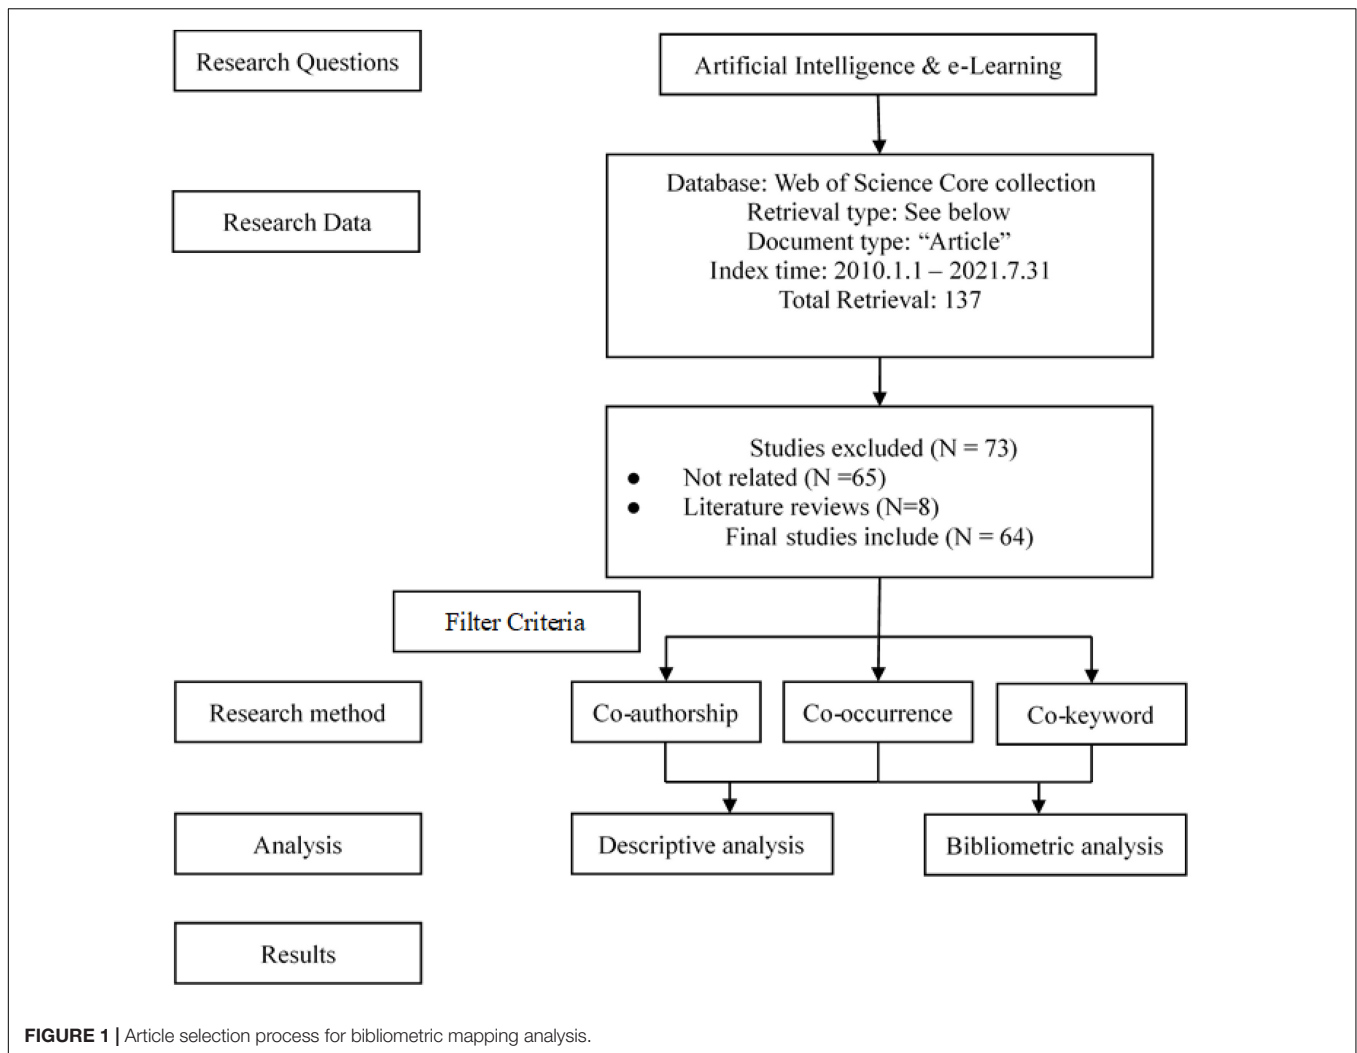 Research Questions
Artificial Intelligence & e-Learning
Research Data
Database: Web of Science Core collection
Retrieval type: See below
Document type: “Article”
Index time: 2010.1.1 – 2021.7.31
Total Retrieval: 137
Studies excluded (N = 73)
● Not related (N =65)
● Literature reviews (N=8)
Final studies include (N = 64)
Filter Criteria
Research method
Co-authorship
Co-occurrence
Co-keyword
Analysis
Descriptive analysis
Bibliometric analysis
Results
FIGURE 1 | Article selection process for bibliometric mapping analysis.